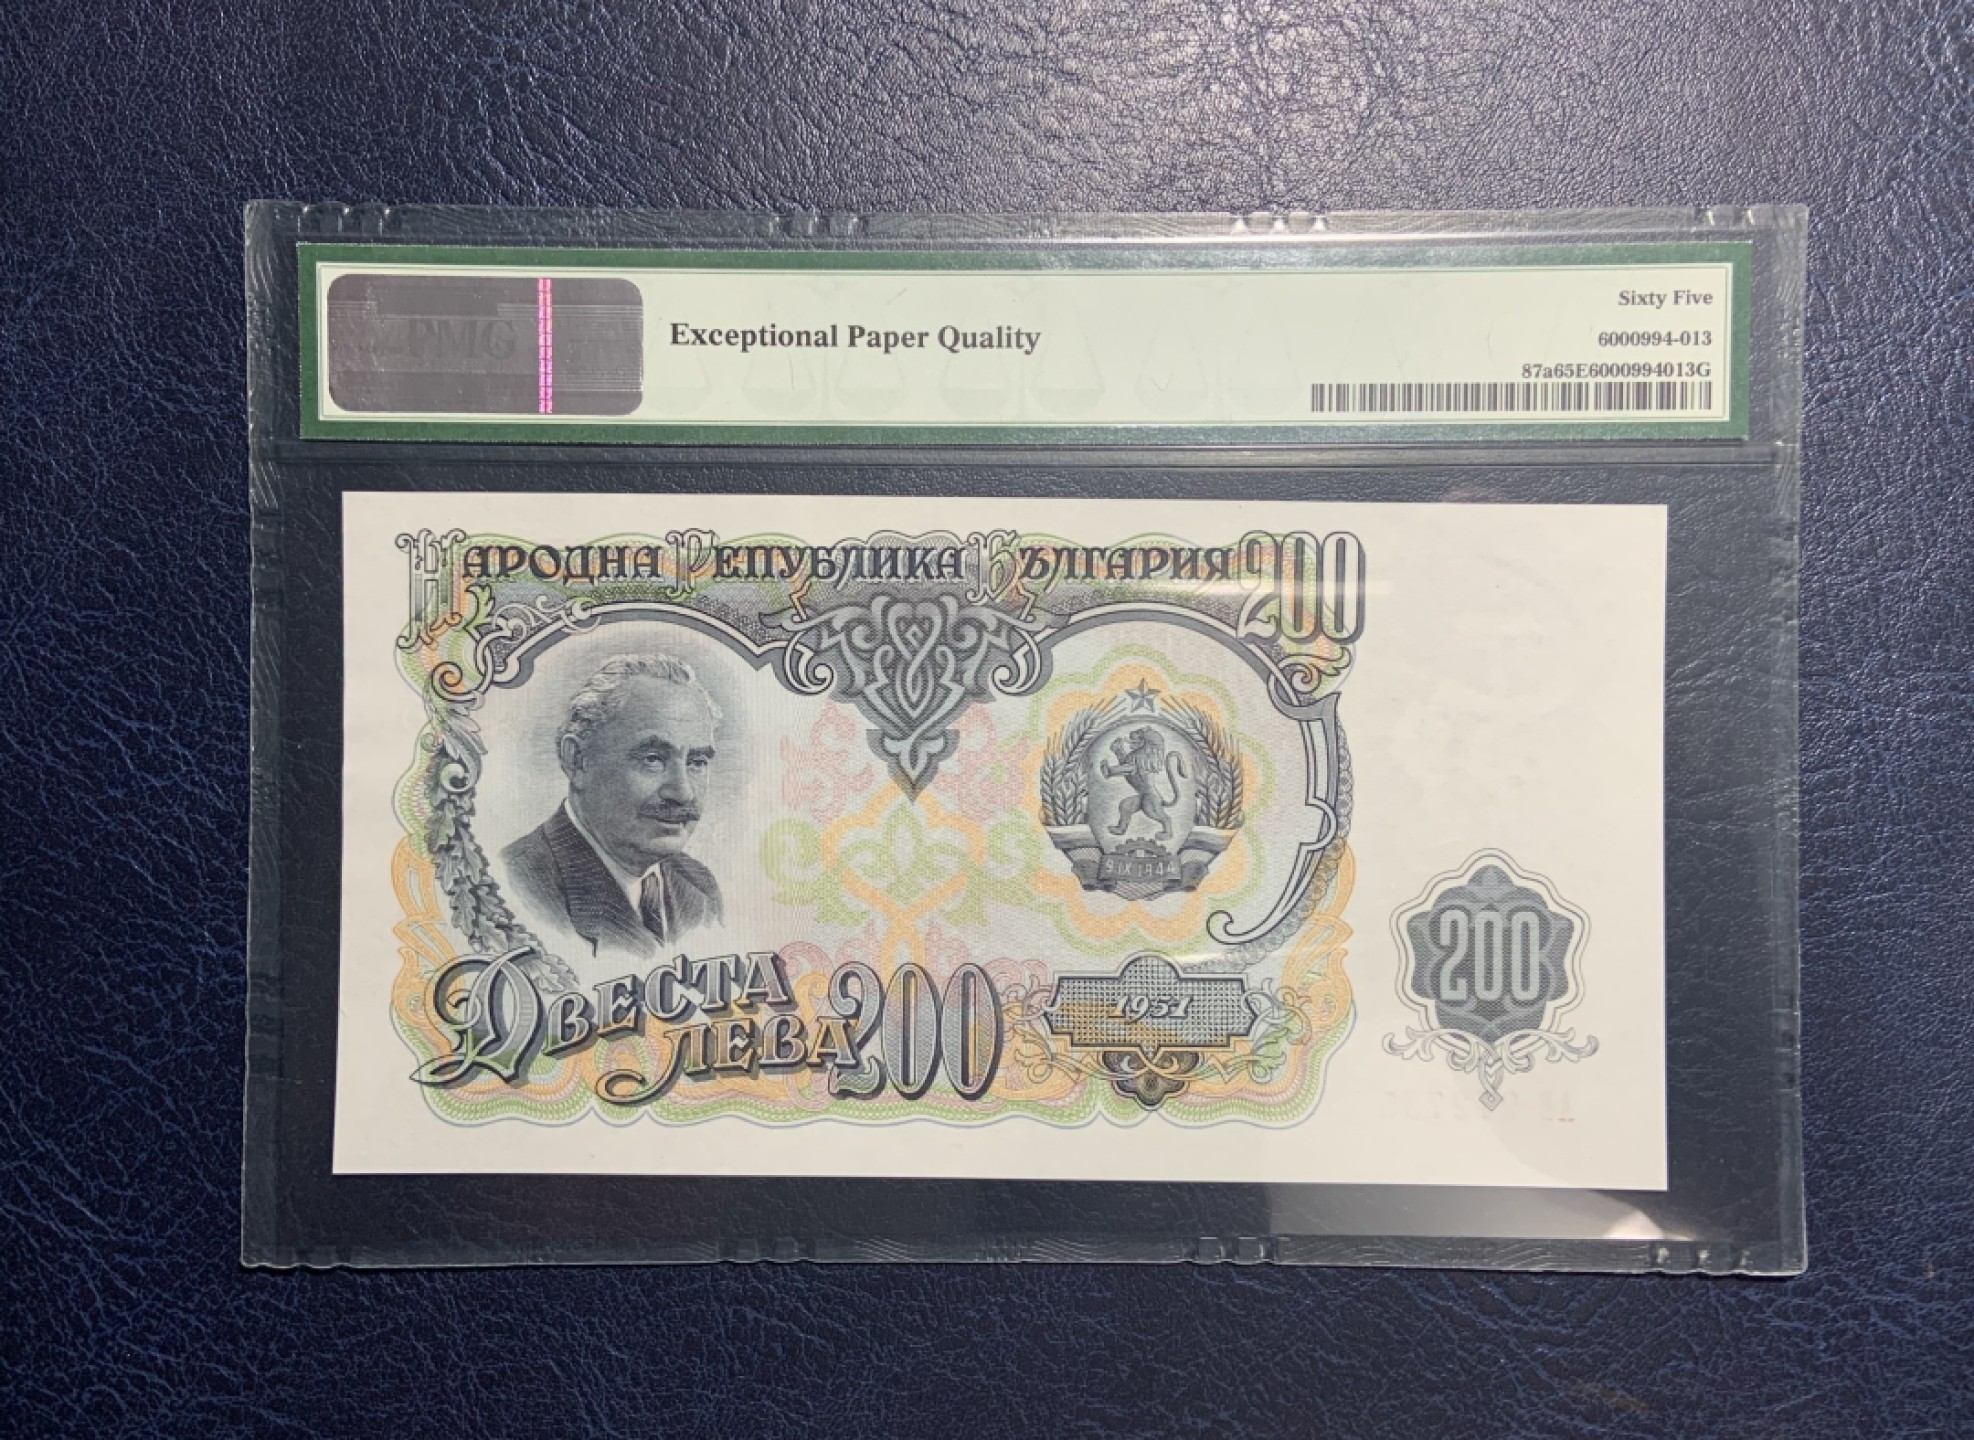 PMG
Exceptional Paper Quality
Sixty Five
6000994-013
87a65E6000994013G
НАРОДНА РЕПУБЛИКА БЪЛГАРИЯ 200
9 IX 1944
200
ДВЕСТА
ЛЕВА 200
1951